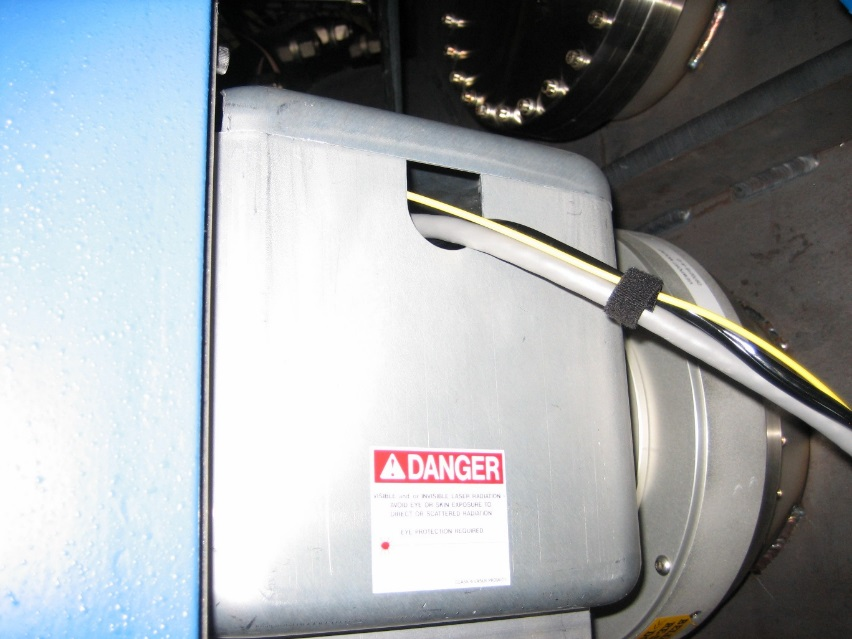 DANGER
VISIBLE and or INVISIBLE LASER RADIATION
AVOID EYE OR SKIN EXPOSURE TO
DIRECT OR SCATTERED RADIATION
EYE PROTECTION REQUIRED